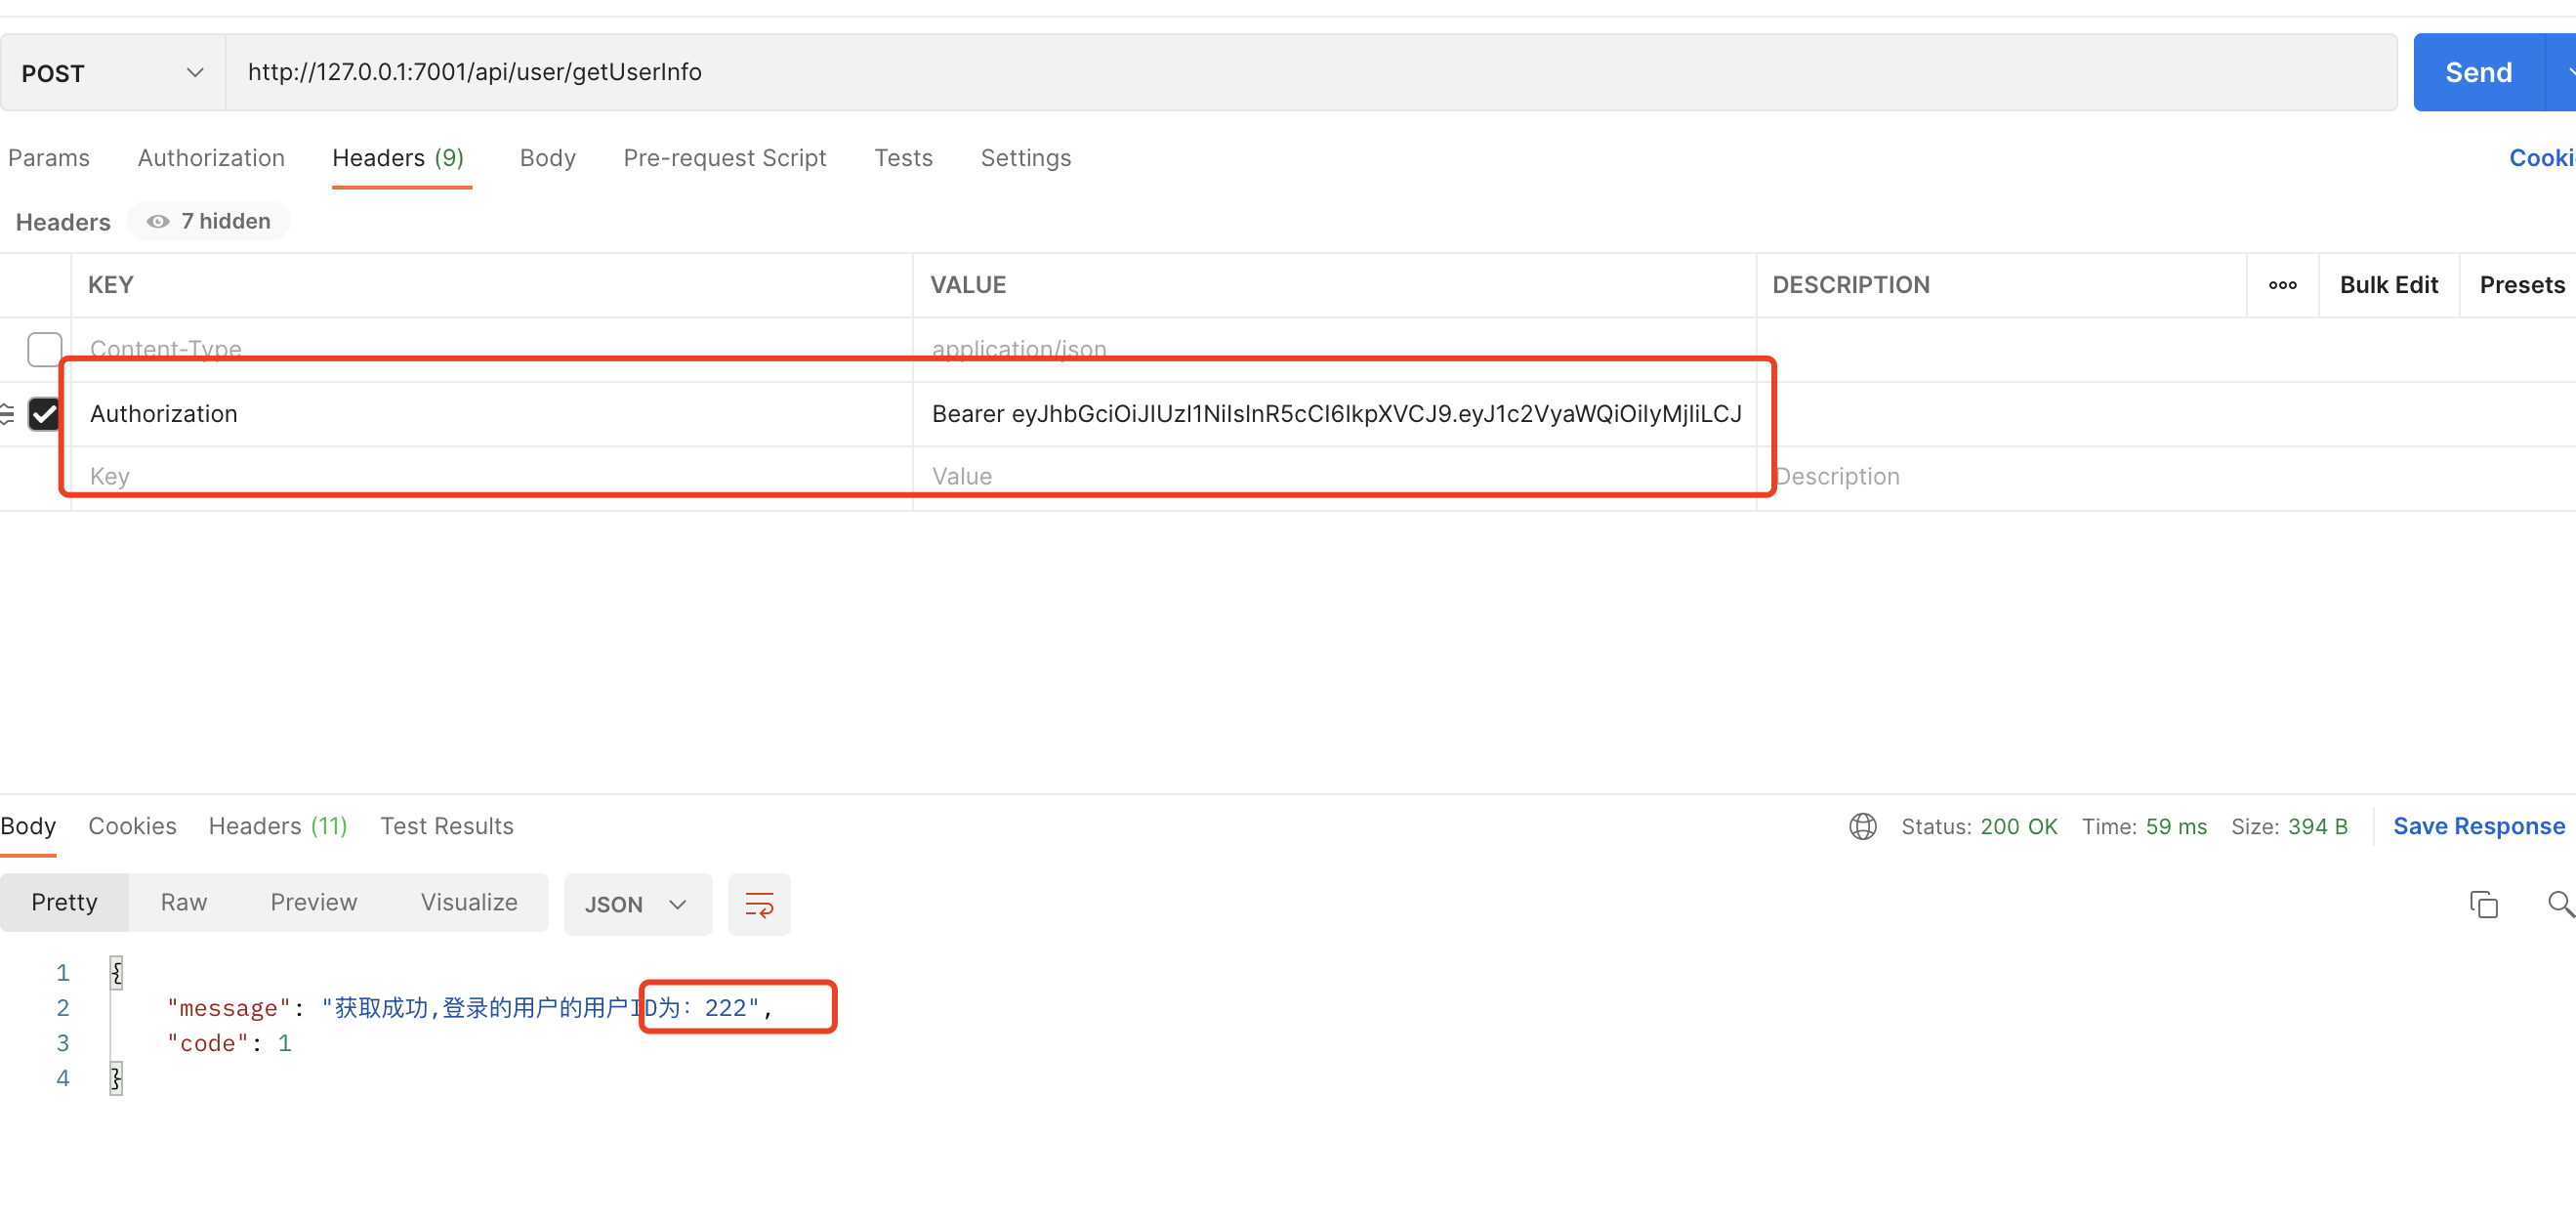 POST http://127.0.0.1:7001/api/user/getUserInfo Send
Params Authorization Headers (9) Body Pre-request Script Tests Settings Cooki
Headers 7 hidden
KEY VALUE DESCRIPTION ooo Bulk Edit Presets
Content-Type application/json
Authorization Bearer eyJhbGciOiJIUzI1NiIsInR5cCI6IkpXVCJ9.eyJ1c2VyaWQiOiIyMjIiLCJ
Key Value Description
Body Cookies Headers (11) Test Results Status: 200 OK Time: 59 ms Size: 394 B Save Response
Pretty Raw Preview Visualize JSON
1 {
2 "message": "获取成功,登录的用户的用户ID为：222",
3 "code": 1
4 }